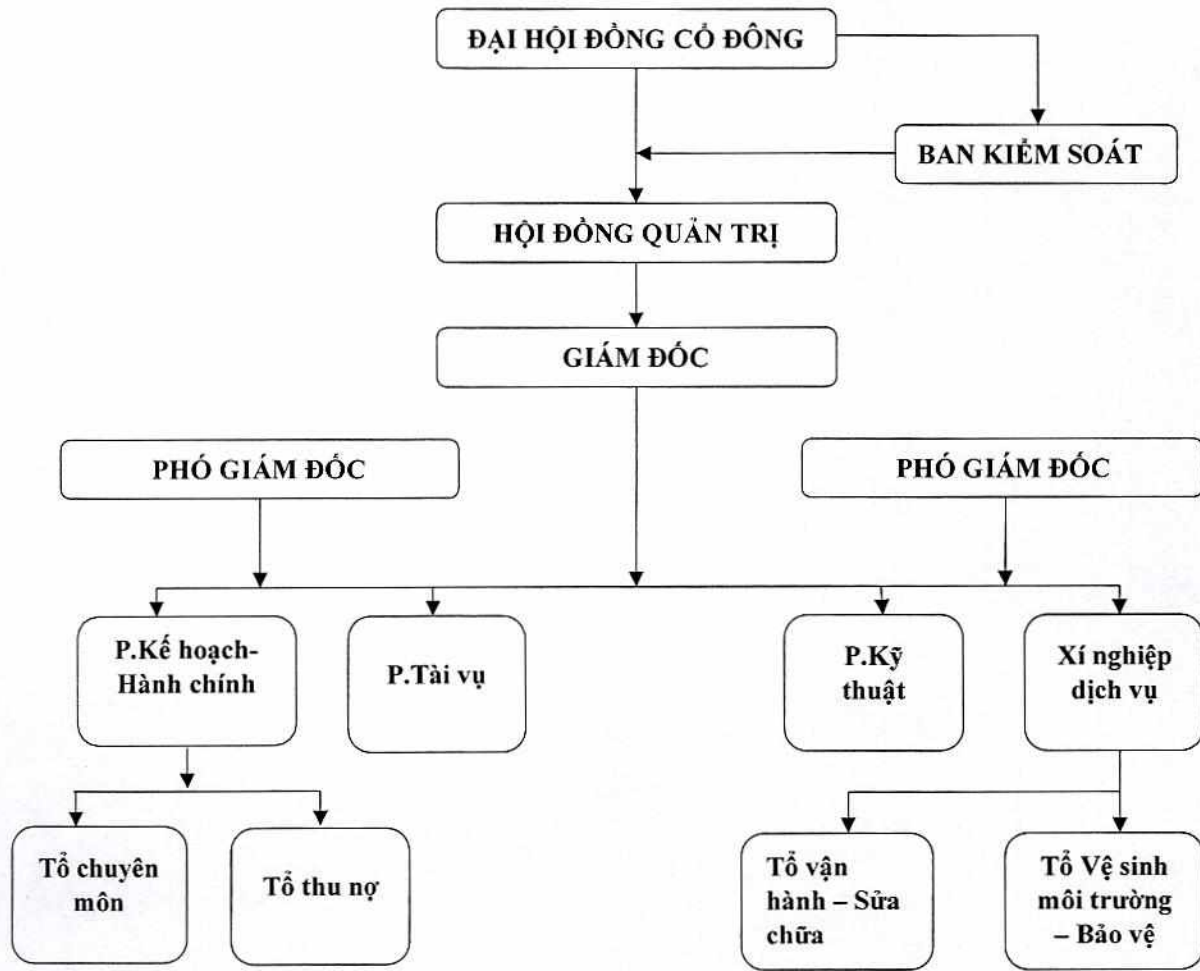 ĐẠI HỘI ĐỒNG CỔ ĐÔNG
BAN KIỂM SOÁT
HỘI ĐỒNG QUẢN TRỊ
GIÁM ĐỐC
PHÓ GIÁM ĐỐC
PHÓ GIÁM ĐỐC
P.Kế hoạch-
Hành chính
P.Tài vụ
P.Kỹ
thuật
Xí nghiệp
dịch vụ
Tổ chuyên
môn
Tổ thu nợ
Tổ vận
hành – Sửa
chữa
Tổ Vệ sinh
môi trường
– Bảo vệ